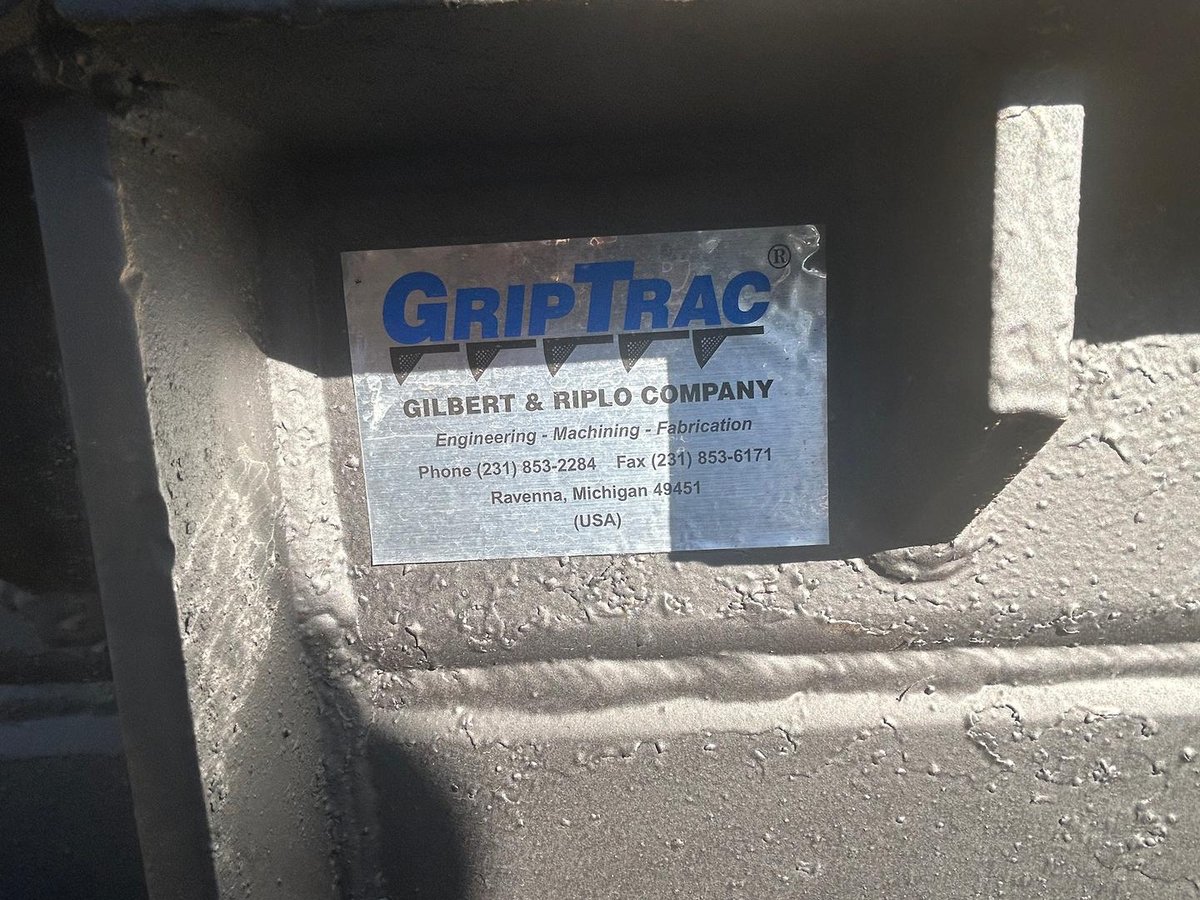 GRIPTRAC®
GILBERT & RIPLO COMPANY
Engineering - Machining - Fabrication
Phone (231) 853-2284 Fax (231) 853-6171
Ravenna, Michigan 49451
(USA)